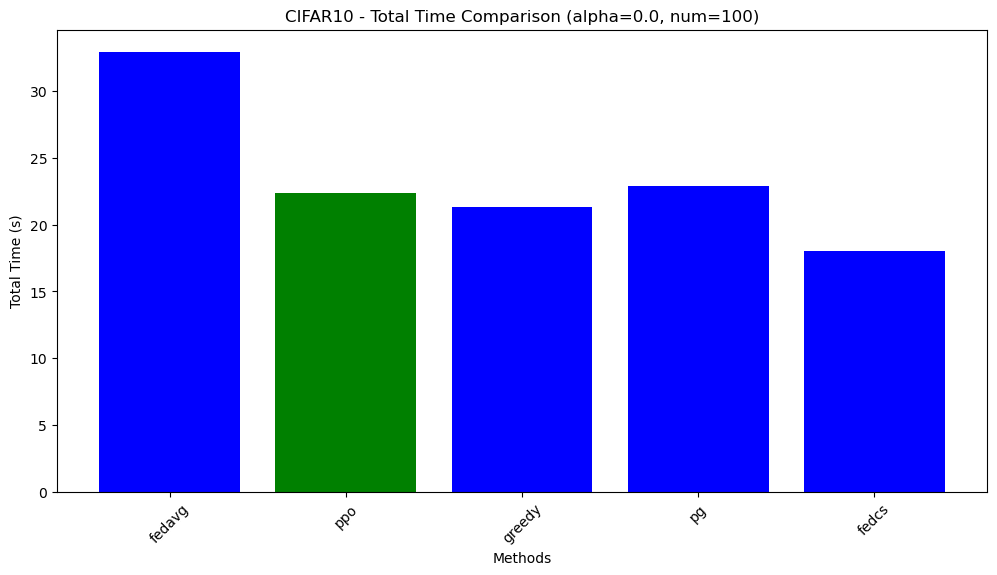 CIFAR10 - Total Time Comparison (alpha=0.0, num=100)
Total Time (s)
30
25
20
15
10
5
0
fedavg
ppo
greedy
pg
fedcs
Methods